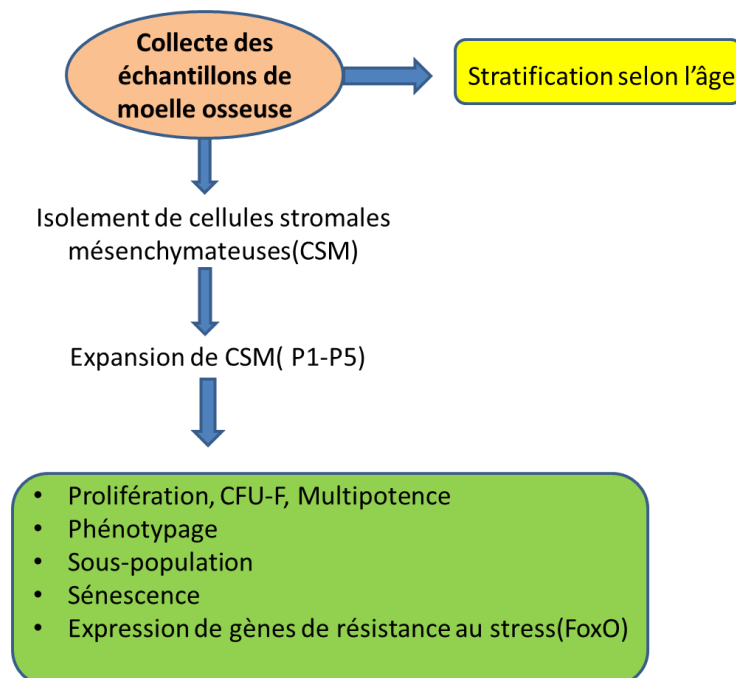 Collecte des
échantillons de
moelle osseuse
Stratification selon l'âge
Isolement de cellules stromales
mésenchymateuses(CSM)
Expansion de CSM( P1-P5)
• Prolifération, CFU-F, Multipotence
• Phénotypage
• Sous-population
• Sénescence
• Expression de gènes de résistance au stress(FoxO)